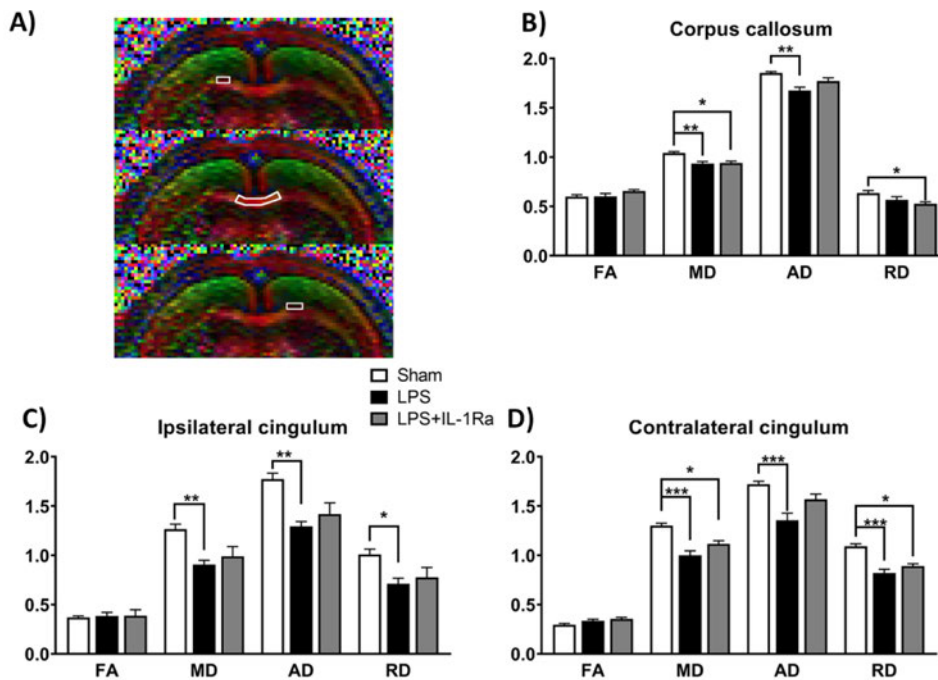 A)
B)
Corpus callosum
2.0
1.5
1.0
0.5
0.0
** * ** *
FA MD AD RD
Sham
LPS
LPS+IL-1Ra
C)
Ipsilateral cingulum
2.0
1.5
1.0
0.5
0.0
** ** *
FA MD AD RD
D)
Contralateral cingulum
2.0
1.5
1.0
0.5
0.0
*** * *** *** *
FA MD AD RD